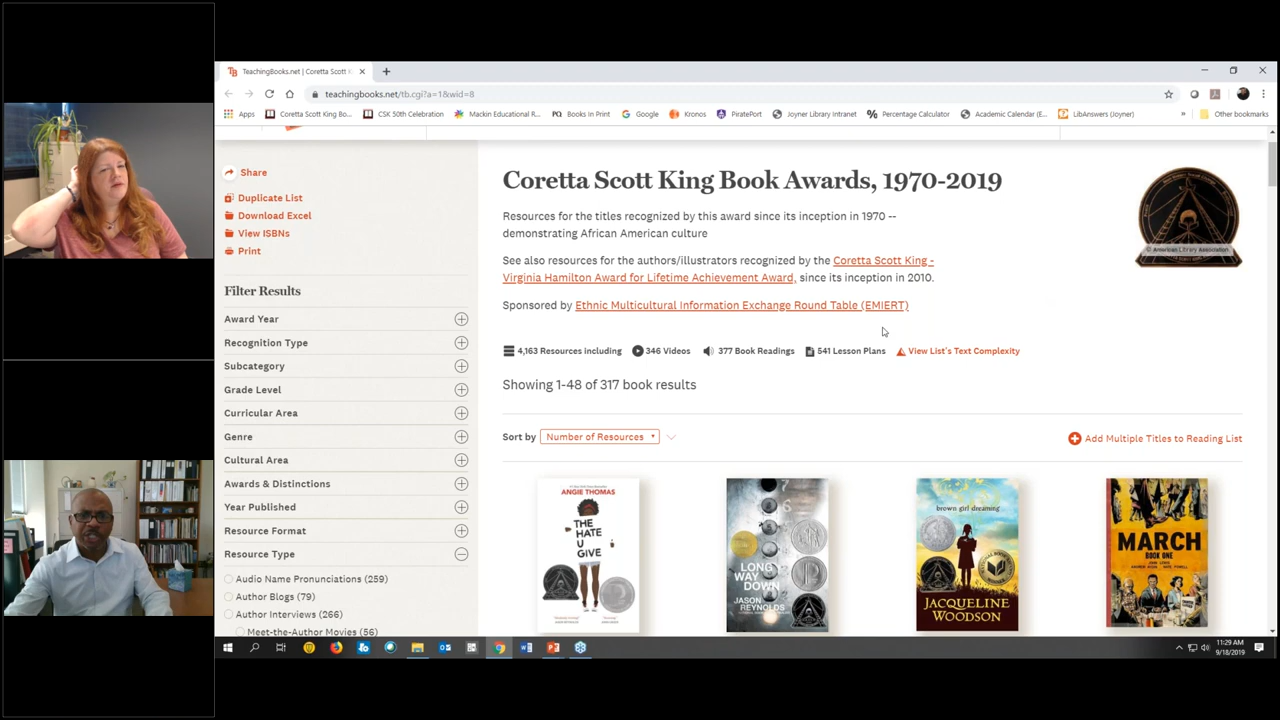 TeachingBooks.net | Coretta Scott K
teachingbooks.net/tb.cgi?a=1&wid=8
Apps
Coretta Scott King Bo...
CSK 50th Celebration
Mackin Educational R...
PQ Books In Print
Google
Kronos
PiratePort
Joyner Library Intranet
Percentage Calculator
Academic Calendar (E...
LibAnswers (Joyner)
»
Other bookmarks
Share
Duplicate List
Download Excel
View ISBNs
Print
Filter Results
Award Year
Recognition Type
Subcategory
Grade Level
Curricular Area
Genre
Cultural Area
Awards & Distinctions
Year Published
Resource Format
Resource Type
Audio Name Pronunciations (259)
Author Blogs (79)
Author Interviews (266)
Meet-the-Author Movies (56)
Coretta Scott King Book Awards, 1970-2019
Resources for the titles recognized by this award since its inception in 1970 --
demonstrating African American culture
See also resources for the authors/illustrators recognized by the Coretta Scott King -
Virginia Hamilton Award for Lifetime Achievement Award, since its inception in 2010.
Sponsored by Ethnic Multicultural Information Exchange Round Table (EMIERT)
© American Library Association
4,163 Resources Including
346 Videos
377 Book Readings
541 Lesson Plans
View List's Text Complexity
Showing 1-48 of 317 book results
Sort by Number of Resources
Add Multiple Titles to Reading List
ANGIE THOMAS
THE
HATE
U
GIVE
LONG
WAY
DOWN
JASON
REYNOLDS
brown girl dreaming
JACQUELINE
WOODSON
MARCH
BOOK ONE
11:29 AM
9/18/2019